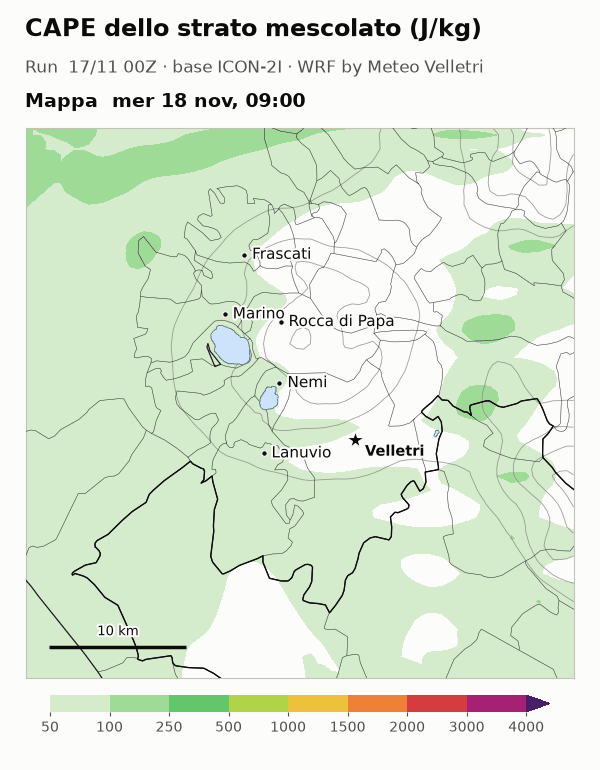 CAPE dello strato mescolato (J/kg)
Run  17/11 00Z · base ICON-2I · WRF by Meteo Velletri
Mappa  mer 18 nov, 09:00
Frascati
Marino
Rocca di Papa
Nemi
Velletri
Lanuvio
10 km
50 100 250 500 1000 1500 2000 3000 4000